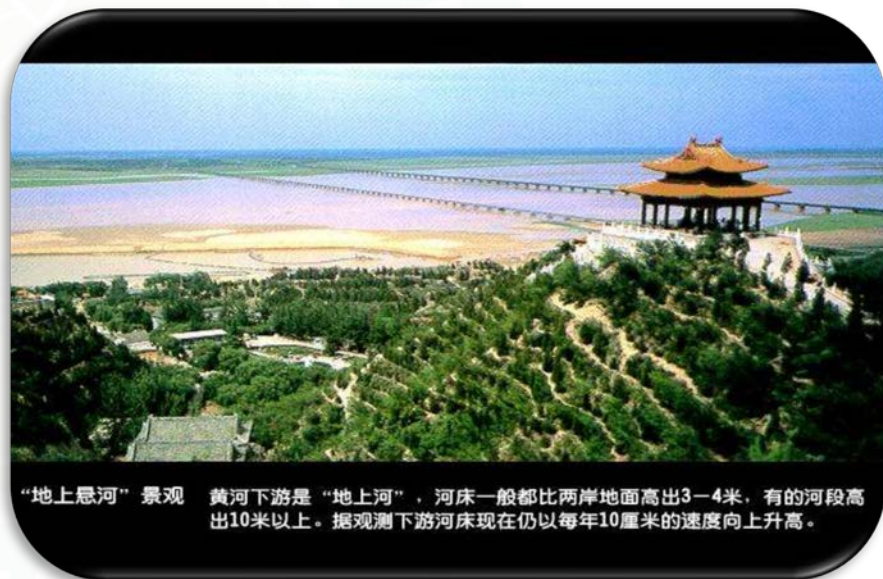 “地上悬河”景观
黄河下游是“地上河”，河床一般都比两岸地面高出3－4米，有的河段高
出10米以上。据观测下游河床现在仍以每年10厘米的速度向上升高。